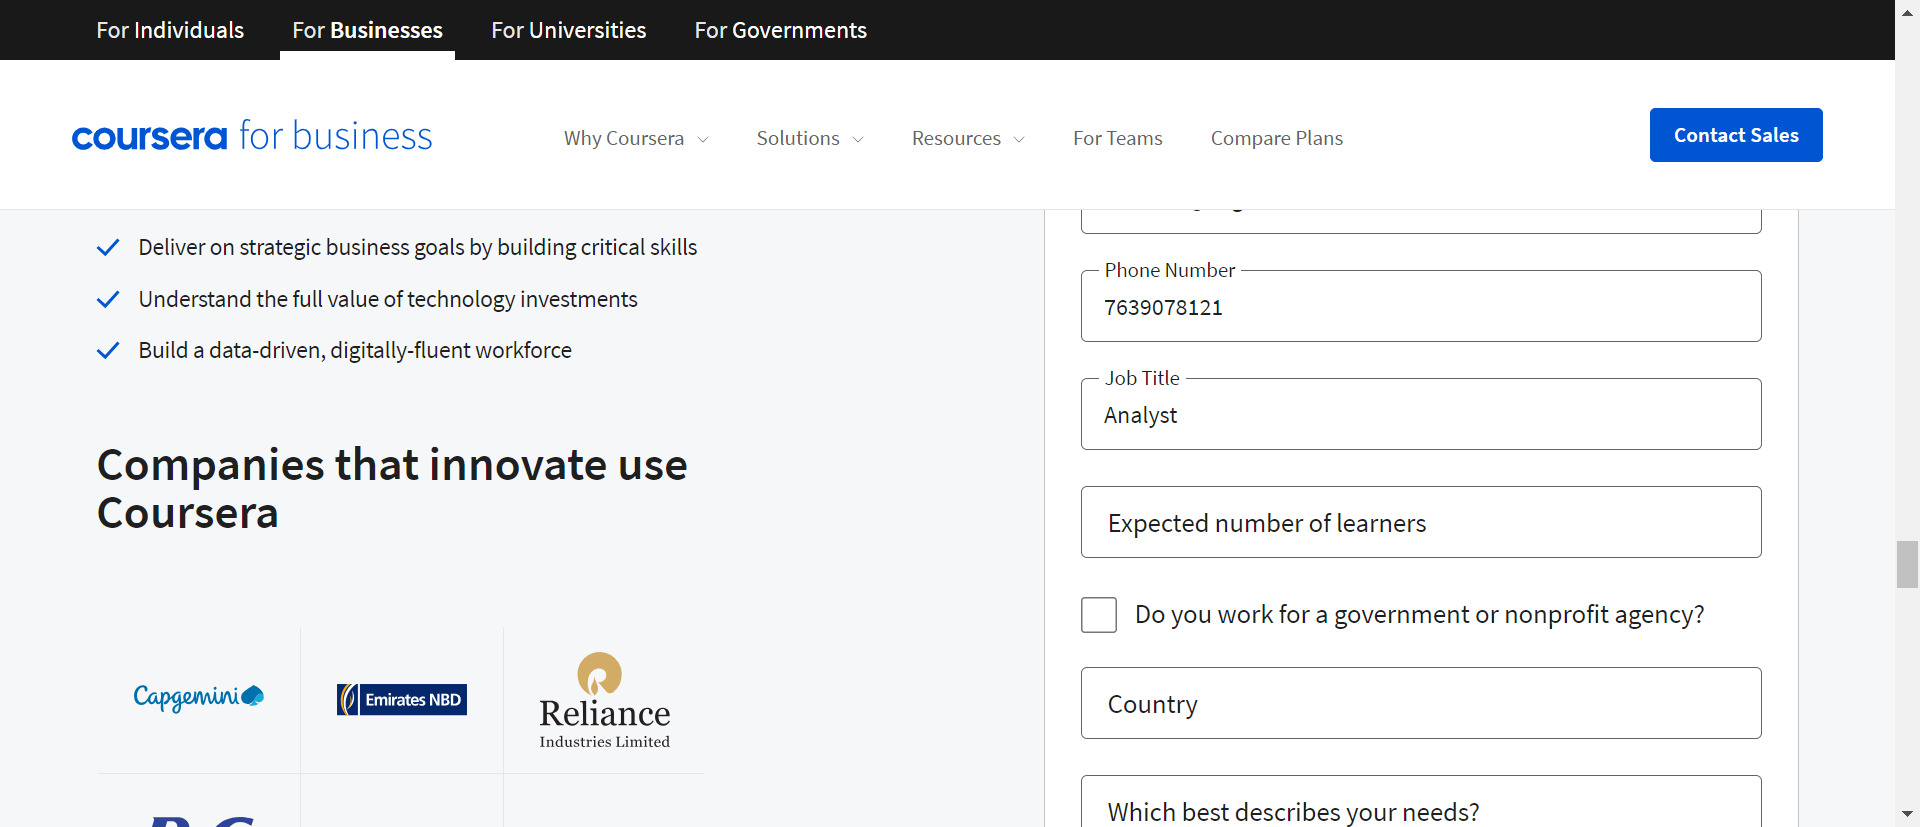 For Individuals
For Businesses
For Universities
For Governments
coursera for business
Why Coursera
Solutions
Resources
For Teams
Compare Plans
Contact Sales
Deliver on strategic business goals by building critical skills
Understand the full value of technology investments
Build a data-driven, digitally-fluent workforce
Companies that innovate use
Coursera
Capgemini
Emirates NBD
Reliance
Industries Limited
Phone Number
7639078121
Job Title
Analyst
Expected number of learners
Do you work for a government or nonprofit agency?
Country
Which best describes your needs?